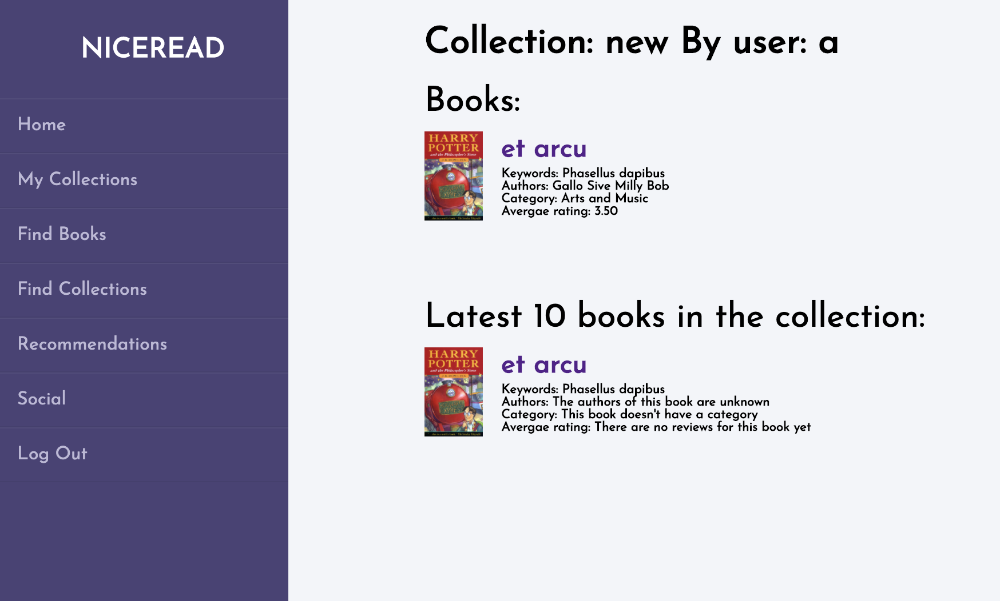 NICEREAD
Home
My Collections
Find Books
Find Collections
Recommendations
Social
Log Out
Collection: new By user: a
Books:
HARRY
POTTER
and the Philosopher's Stone
J.K.ROWLING
et arcu
Keywords: Phasellus dapibus
Authors: Gallo Sive Milly Bob
Category: Arts and Music
Avergae rating: 3.50
Latest 10 books in the collection:
HARRY
POTTER
and the Philosopher's Stone
J.K.ROWLING
et arcu
Keywords: Phasellus dapibus
Authors: The authors of this book are unknown
Category: This book doesn't have a category
Avergae rating: There are no reviews for this book yet